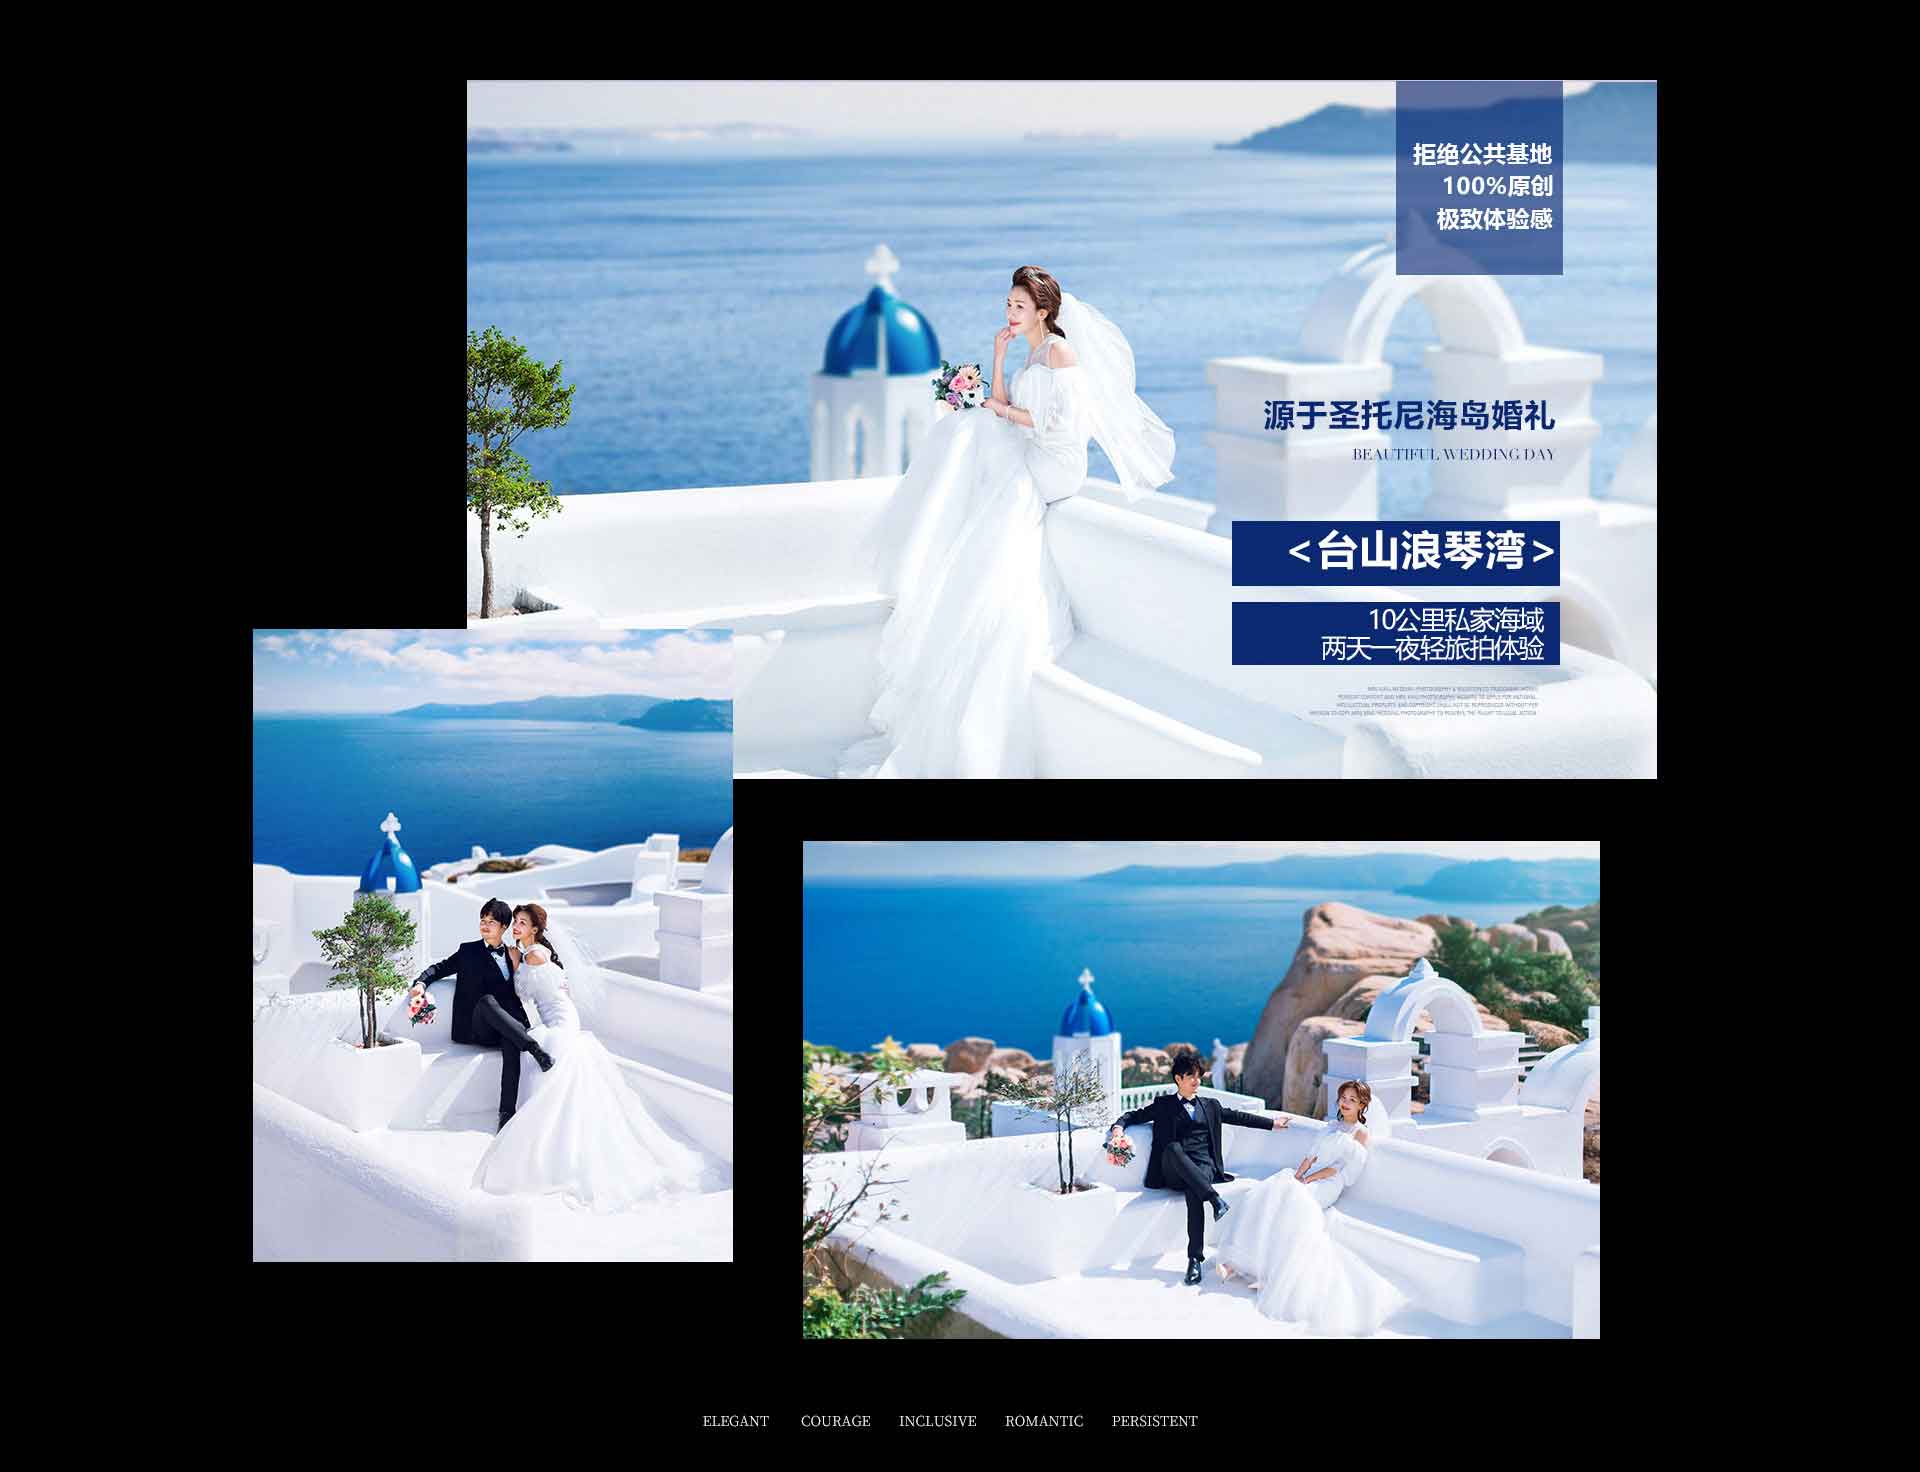 拒绝公共基地
100%原创
极致体验感
源于圣托尼海岛婚礼
BEAUTIFUL WEDDING DAY
<台山浪琴湾>
10公里私家海域
两天一夜轻旅拍体验
ELEGANT COURAGE INCLUSIVE ROMANTIC PERSISTENT